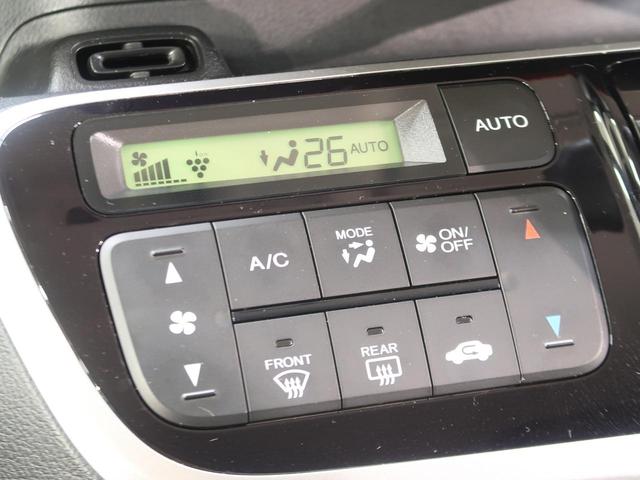 26 AUTO
AUTO
A/C
MODE
ON/
OFF
FRONT
REAR